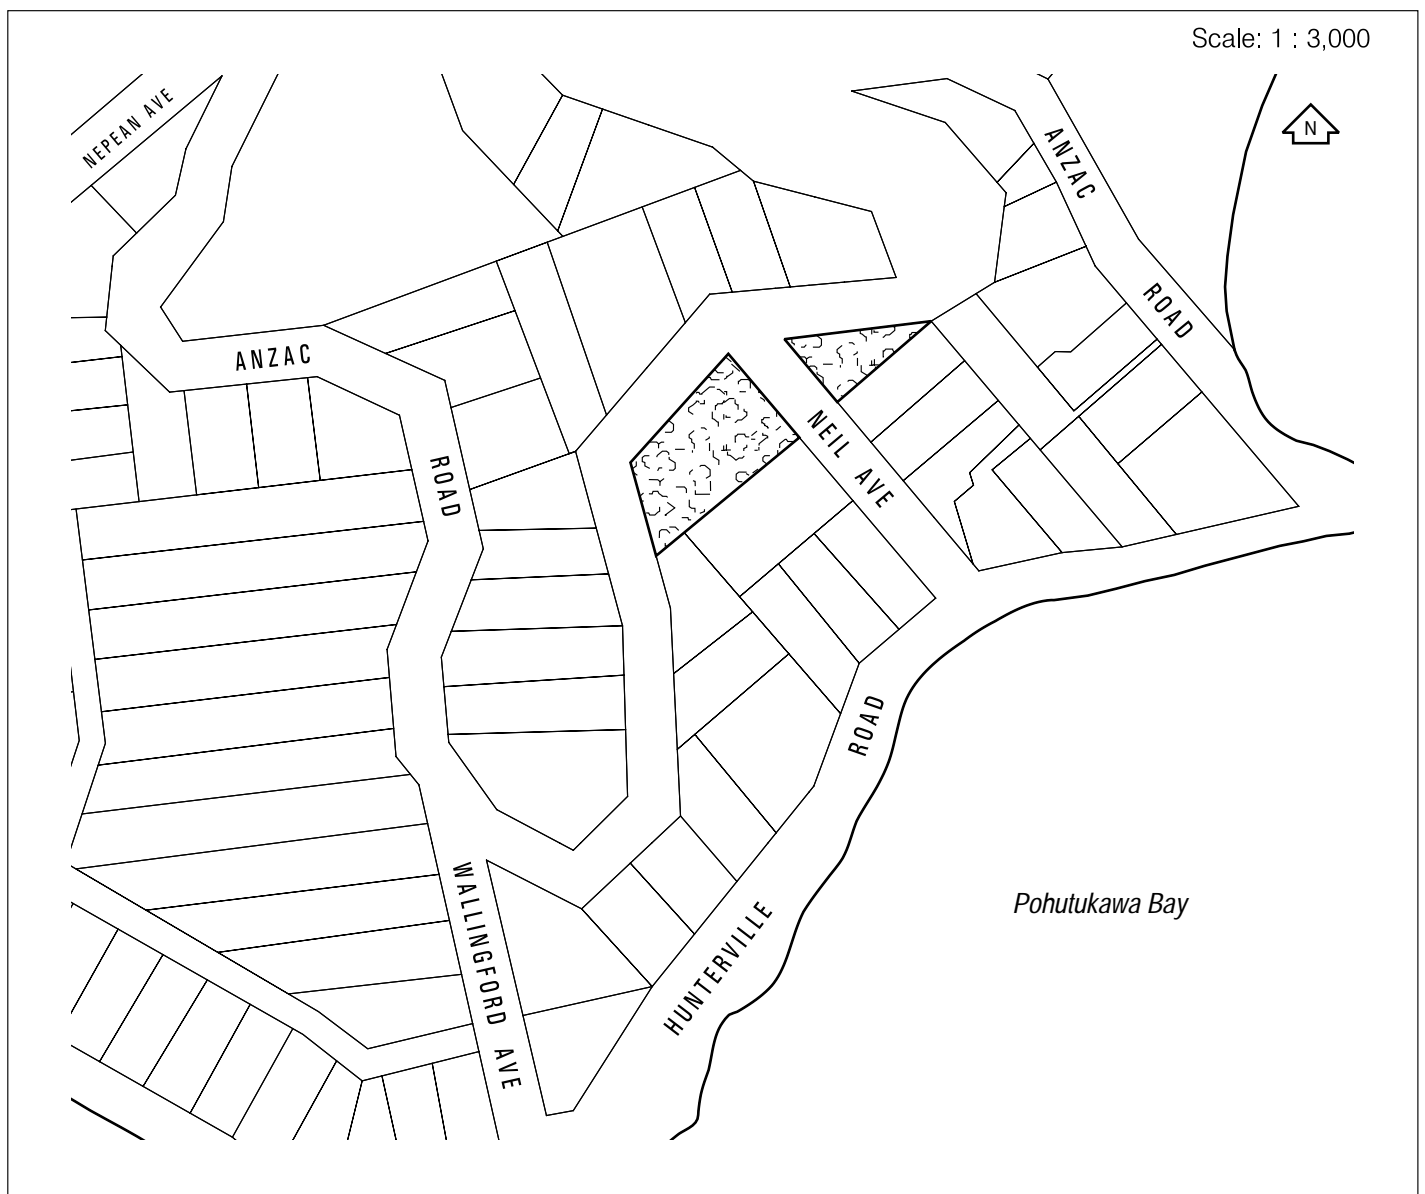 Scale: 1 : 3,000
NEPEAN AVE
N
ANZAC
ROAD
ANZAC
ROAD
NEIL AVE
ROAD
Pohutukawa Bay
HUNTERVILLE
WALLINGFORD AVE